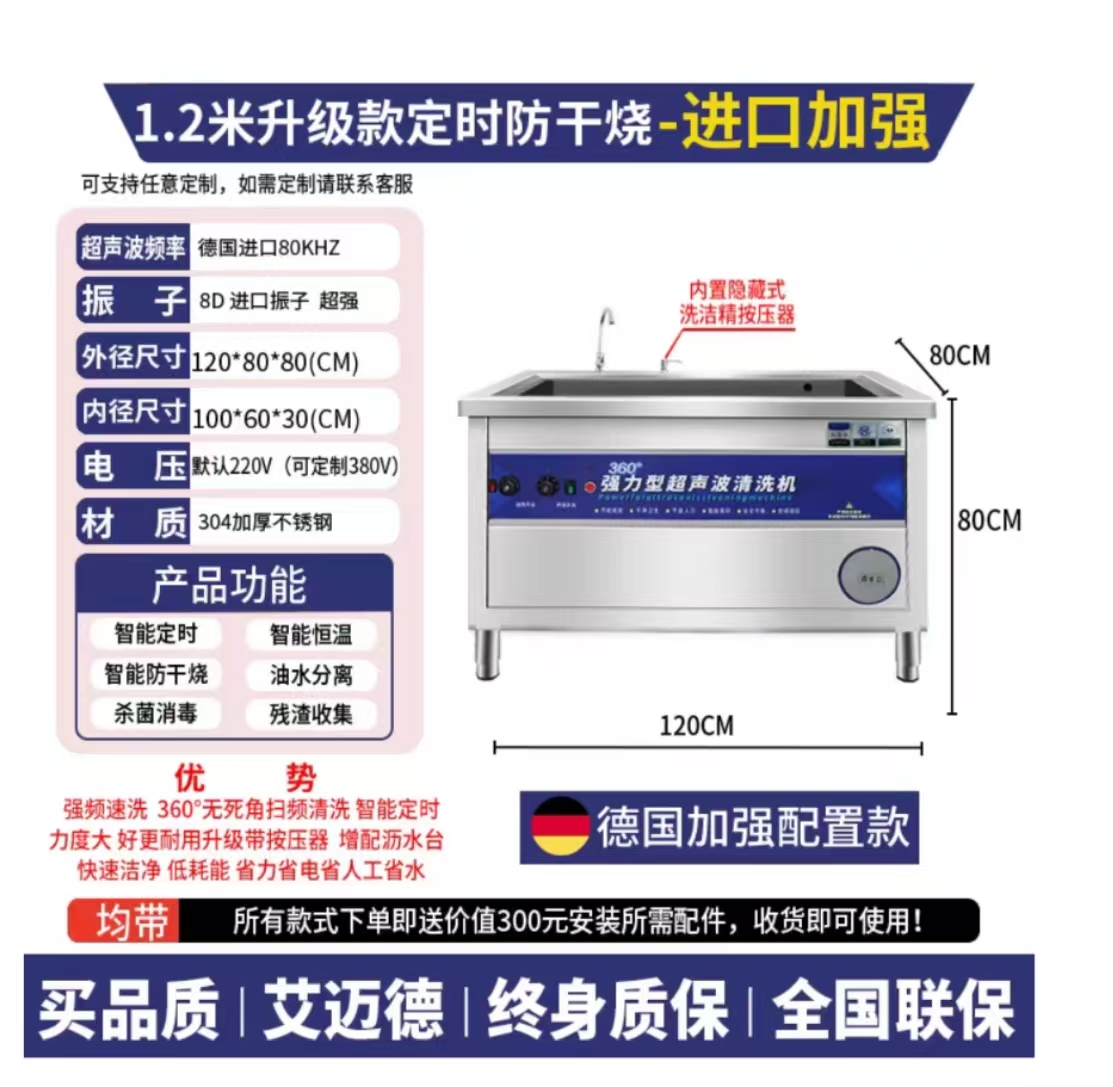 1.2米升级款定时防干烧-进口加强
可支持任意定制，如需定制请联系客服
超声波频率 德国进口80KHZ
振 子 8D 进口振子 超强
外径尺寸 120*80*80(CM)
内径尺寸 100*60*30(CM)
电 压 默认220V（可定制380V）
材 质 304加厚不锈钢
产品功能
智能定时 智能恒温
智能防干烧 油水分离
杀菌消毒 残渣收集
优 势
强频速洗 360°无死角扫频清洗 智能定时
力度大 好更耐用升级带按压器 增配沥水台
快速洁净 低耗能 省力省电省人工省水
内置隐藏式
洗洁精按压器
80CM
360°
强力型超声波清洗机
80CM
120CM
德国加强配置款
均带 所有款式下单即送价值300元安装所需配件，收货即可使用！
买品质 | 艾迈德 | 终身质保 | 全国联保